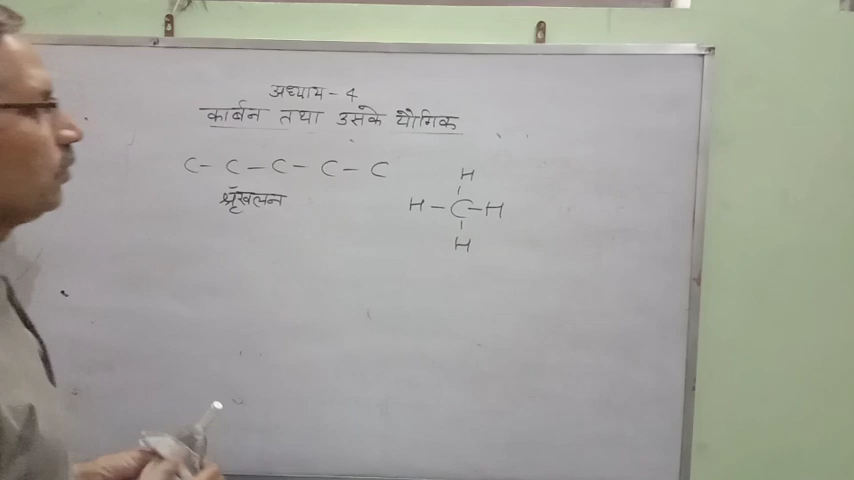 अध्याय - 4
कार्बन तथा उसके यौगिक
C - C - C - C - C
श्रृंखलन
H
H - C - H
H